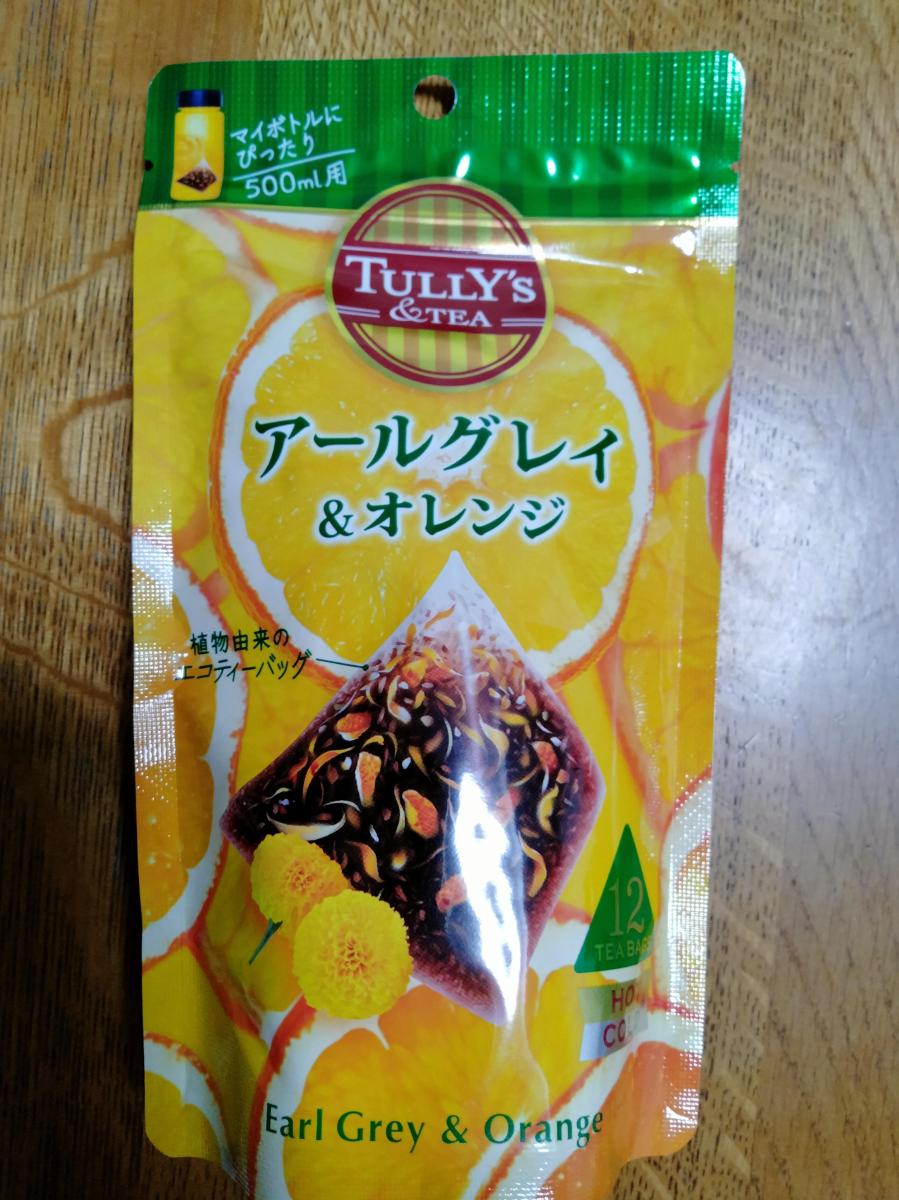 マイボトルに
ぴったり
500ml用
TULLY'S
& TEA
アールグレイ
&オレンジ
植物由来の
エコティーバッグ
12
TEA BAGS
Earl Grey & Orange